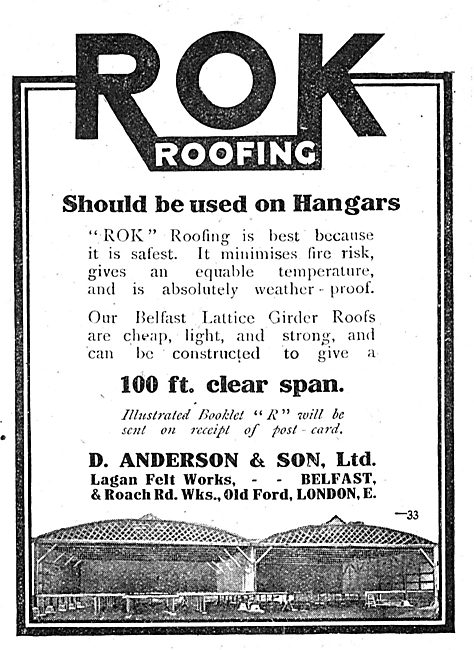 ROK
ROOFING
Should be used on Hangars
"ROK" Roofing is best because
it is safest. It minimises fire risk,
gives an equable temperature,
and is absolutely weather-proof.
Our Belfast Lattice Girder Roofs
are cheap, light, and strong, and
can be constructed to give a
100 ft. clear span.
Illustrated Booklet "R" will be
sent on receipt of post-card.
D. ANDERSON & SON, Ltd.
Lagan Felt Works, - - BELFAST,
& Roach Rd. Wks., Old Ford, LONDON, E.
—33